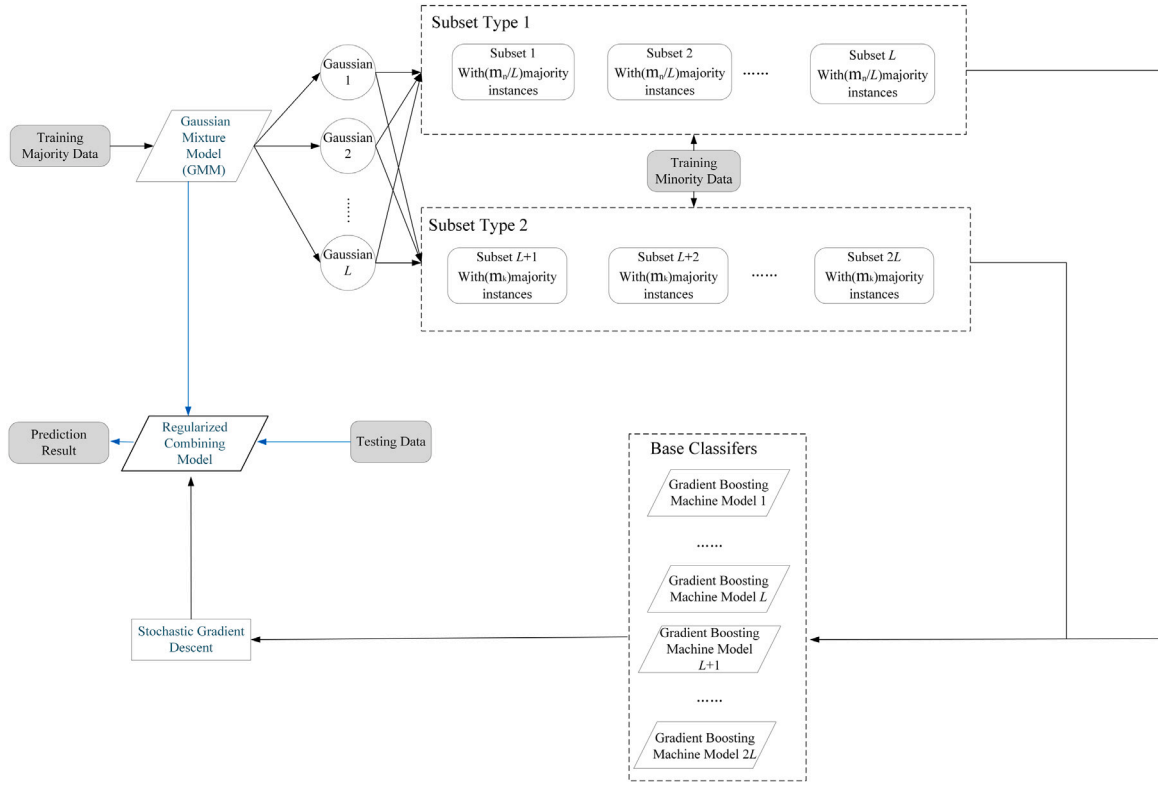 Subset Type 1
Subset 1
With(mn/L)majority
instances
Subset 2
With(mn/L)majority
instances
......
Subset L
With(mn/L)majority
instances
Gaussian
1
Gaussian
2
......
Gaussian
L
Training
Majority Data
Gaussian
Mixture
Model
(GMM)
Training
Minority Data
Subset Type 2
Subset L+1
With(mk)majority
instances
Subset L+2
With(mk)majority
instances
......
Subset 2L
With(mk)majority
instances
Prediction
Result
Regularized
Combining
Model
Testing Data
Base Classifers
Gradient Boosting
Machine Model 1
......
Gradient Boosting
Machine Model L
Gradient Boosting
Machine Model
L+1
......
Gradient Boosting
Machine Model 2L
Stochastic Gradient
Descent